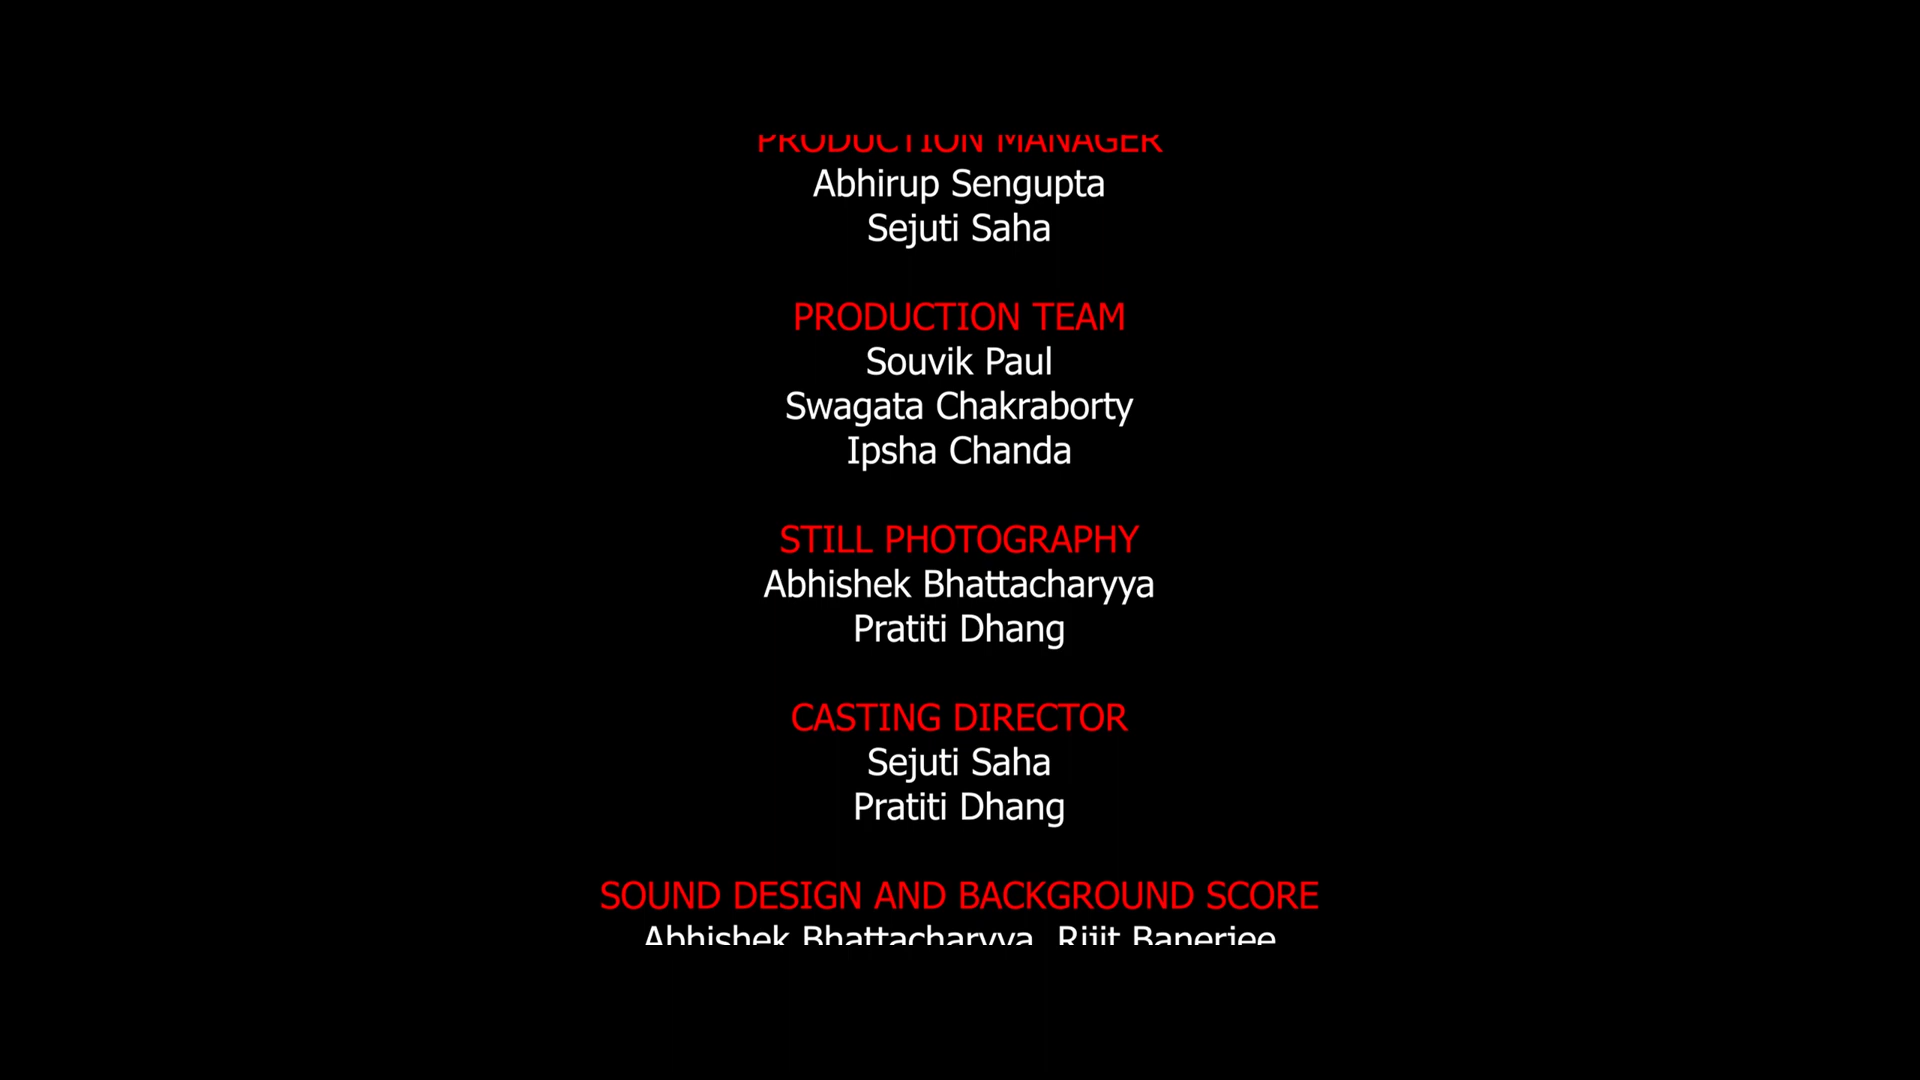 PRODUCTION MANAGER
Abhirup Sengupta
Sejuti Saha
PRODUCTION TEAM
Souvik Paul
Swagata Chakraborty
Ipsha Chanda
STILL PHOTOGRAPHY
Abhishek Bhattacharyya
Pratiti Dhang
CASTING DIRECTOR
Sejuti Saha
Pratiti Dhang
SOUND DESIGN AND BACKGROUND SCORE
Abhishek Bhattacharyya, Rijit Banerjee